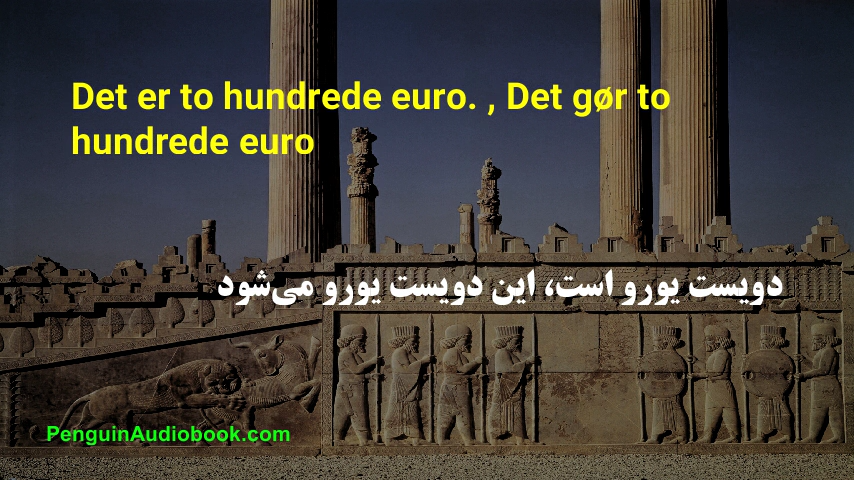 Det er to hundrede euro. , Det gør to
hundrede euro
دویست یورو است، این دویست یورو می‌شود
PenguinAudiobook.com